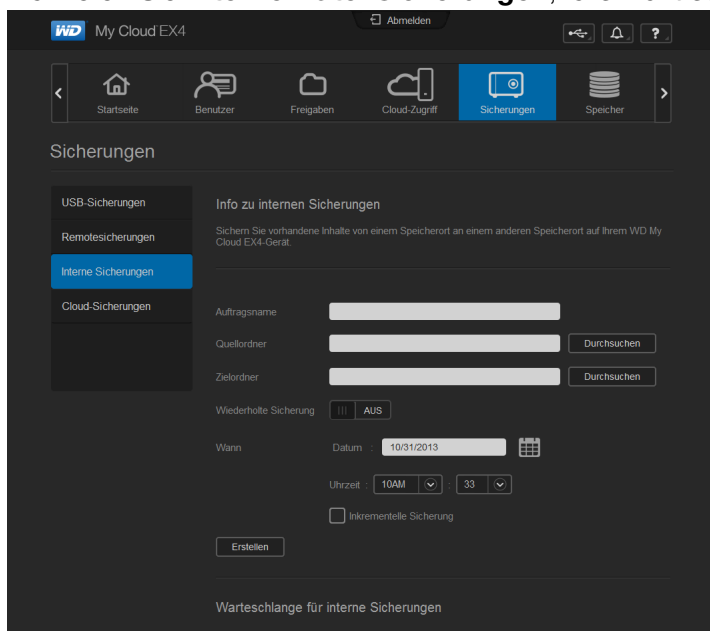 Abmelden
WD My Cloud EX4
?
Startseite
Benutzer
Freigaben
Cloud-Zugriff
Sicherungen
Speicher
Sicherungen
USB-Sicherungen
Remotesicherungen
Interne Sicherungen
Cloud-Sicherungen
Info zu internen Sicherungen
Sichern Sie vorhandene Inhalte von einem Speicherort an einem anderen Speicherort auf Ihrem WD My
Cloud EX4-Gerät.
Auftragsname
Quellordner
Durchsuchen
Zielordner
Durchsuchen
Wiederholte Sicherung
AUS
Wann
Datum :
10/31/2013
Uhrzeit :
10AM
:
33
Inkrementelle Sicherung
Erstellen
Warteschlange für interne Sicherungen